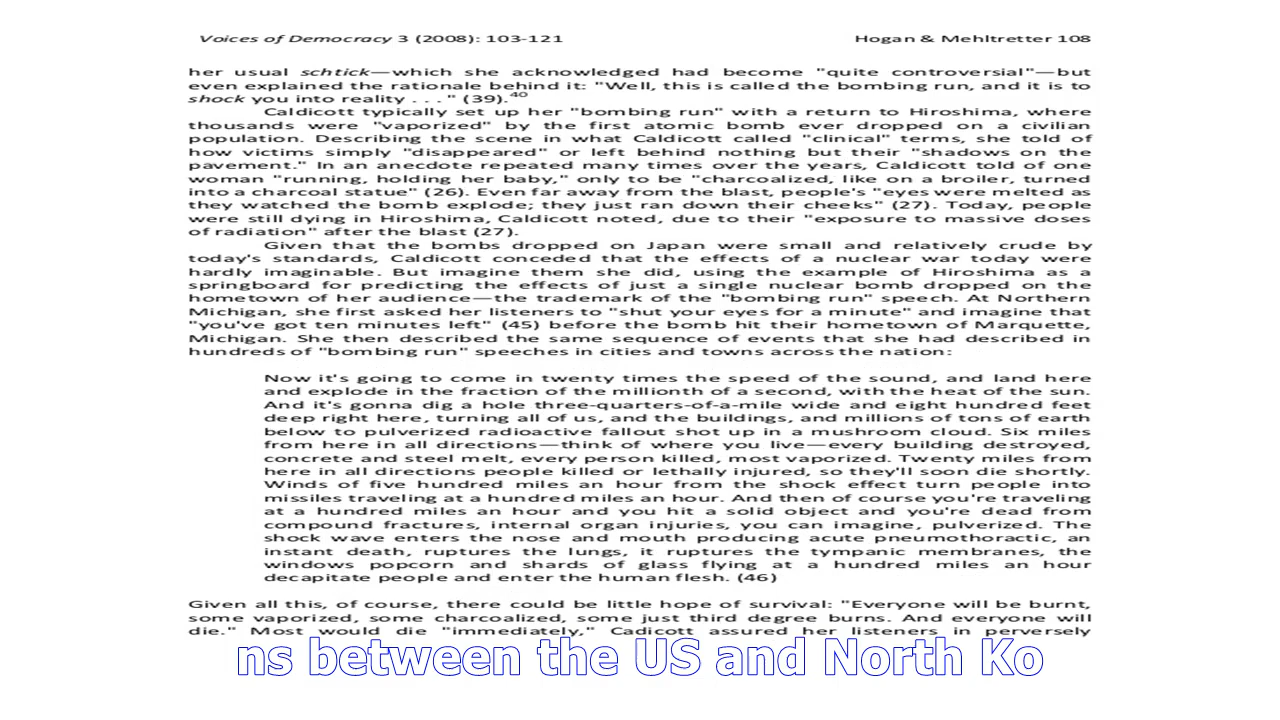 Voices of Democracy 3 (2008): 103-121 Hogan & Mehltretter 108
her usual schtick—which she acknowledged had become "quite controversial"—but
even explained the rationale behind it: "Well, this is called the bombing run, and it is to
shock you into reality . . . " (39).40
Caldicott typically set up her "bombing run" with a return to Hiroshima, where
thousands were "vaporized" by the first atomic bomb ever dropped on a civilian
population. Describing the scene in what Caldicott called "clinical" terms, she told of
how victims simply "disappeared" or left behind nothing but their "shadows on the
pavement." In an anecdote repeated many times over the years, Caldicott told of one
woman "running, holding her baby," only to be "charcoalized, like on a broiler, turned
into a charcoal statue" (26). Even far away from the blast, people's "eyes were melted as
they watched the bomb explode; they just ran down their cheeks" (27). Today, people
were still dying in Hiroshima, Caldicott noted, due to their "exposure to massive doses
of radiation" after the blast (27).
Given that the bombs dropped on Japan were small and relatively crude by
today's standards, Caldicott conceded that the effects of a nuclear war today were
hardly imaginable. But imagine them she did, using the example of Hiroshima as a
springboard for predicting the effects of just a single nuclear bomb dropped on the
hometown of her audience—the trademark of the "bombing run" speech. At Northern
Michigan, she first asked her listeners to "shut your eyes for a minute" and imagine that
"you've got ten minutes left" (45) before the bomb hit their hometown of Marquette,
Michigan. She then described the same sequence of events that she had described in
hundreds of "bombing run" speeches in cities and towns across the nation:
Now it's going to come in twenty times the speed of the sound, and land here
and explode in the fraction of the millionth of a second, with the heat of the sun.
And it's gonna dig a hole three-quarters-of-a-mile wide and eight hundred feet
deep right here, turning all of us, and the buildings, and millions of tons of earth
below to pulverized radioactive fallout shot up in a mushroom cloud. Six miles
from here in all directions—think of where you live—every building destroyed,
concrete and steel melt, every person killed, most vaporized. Twenty miles from
here in all directions people killed or lethally injured, so they'll soon die shortly.
Winds of five hundred miles an hour from the shock effect turn people into
missiles traveling at a hundred miles an hour. And then of course you're traveling
at a hundred miles an hour and you hit a solid object and you're dead from
compound fractures, internal organ injuries, you can imagine, pulverized. The
shock wave enters the nose and mouth producing acute pneumothoractic, an
instant death, ruptures the lungs, it ruptures the tympanic membranes, the
windows popcorn and shards of glass flying at a hundred miles an hour
decapitate people and enter the human flesh. (46)
Given all this, of course, there could be little hope of survival: "Everyone will be burnt,
some vaporized, some charcoalized, some just third degree burns. And everyone will
die." Most would die "immediately," Cadicott assured her listeners in perversely
ns between the US and North Ko